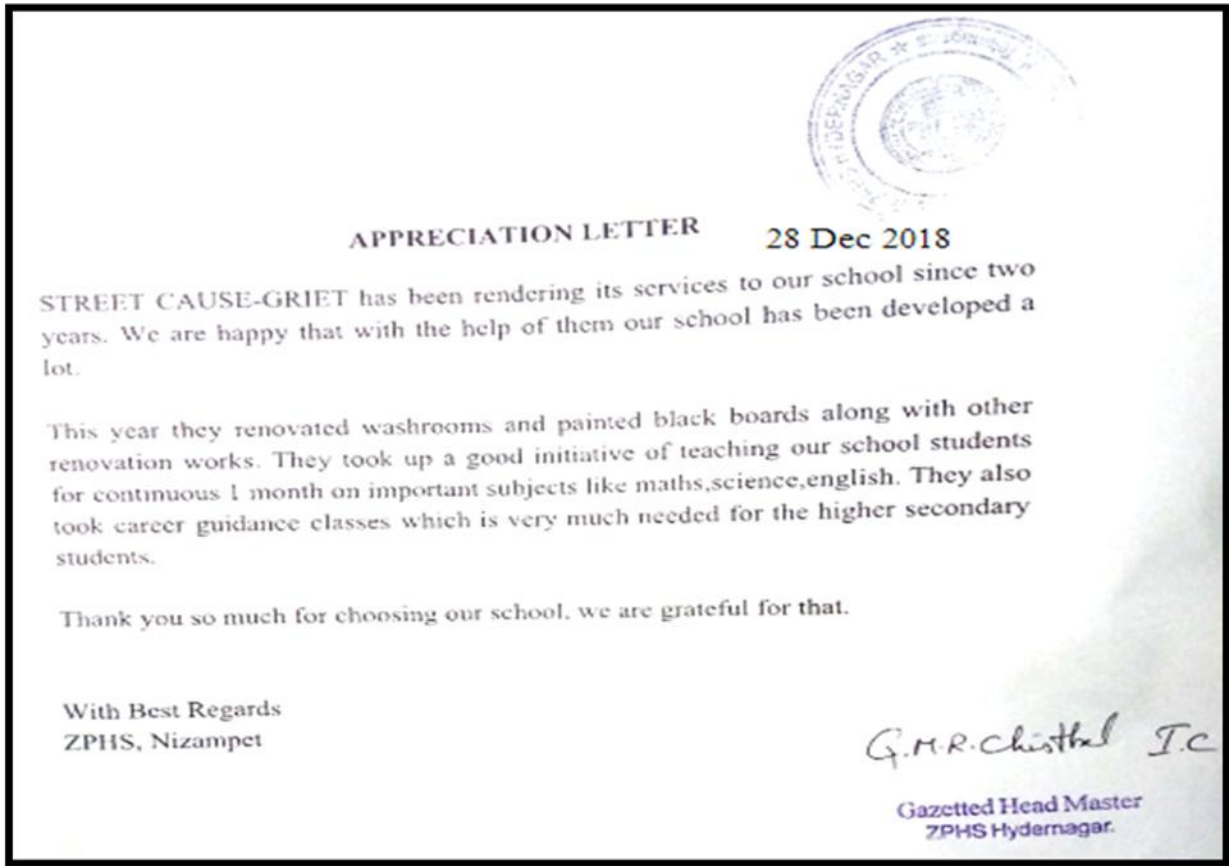 HYDERNAGAR ☆
APPRECIATION LETTER
28 Dec 2018
STREET CAUSE-GRIET has been rendering its services to our school since two
years. We are happy that with the help of them our school has been developed a
lot.
This year they renovated washrooms and painted black boards along with other
renovation works. They took up a good initiative of teaching our school students
for continuous 1 month on important subjects like maths,science,english. They also
took career guidance classes which is very much needed for the higher secondary
students.
Thank you so much for choosing our school, we are grateful for that.
With Best Regards
ZPHS, Nizampet
G.M.R. I.C
Gazetted Head Master
ZPHS Hydernagar.